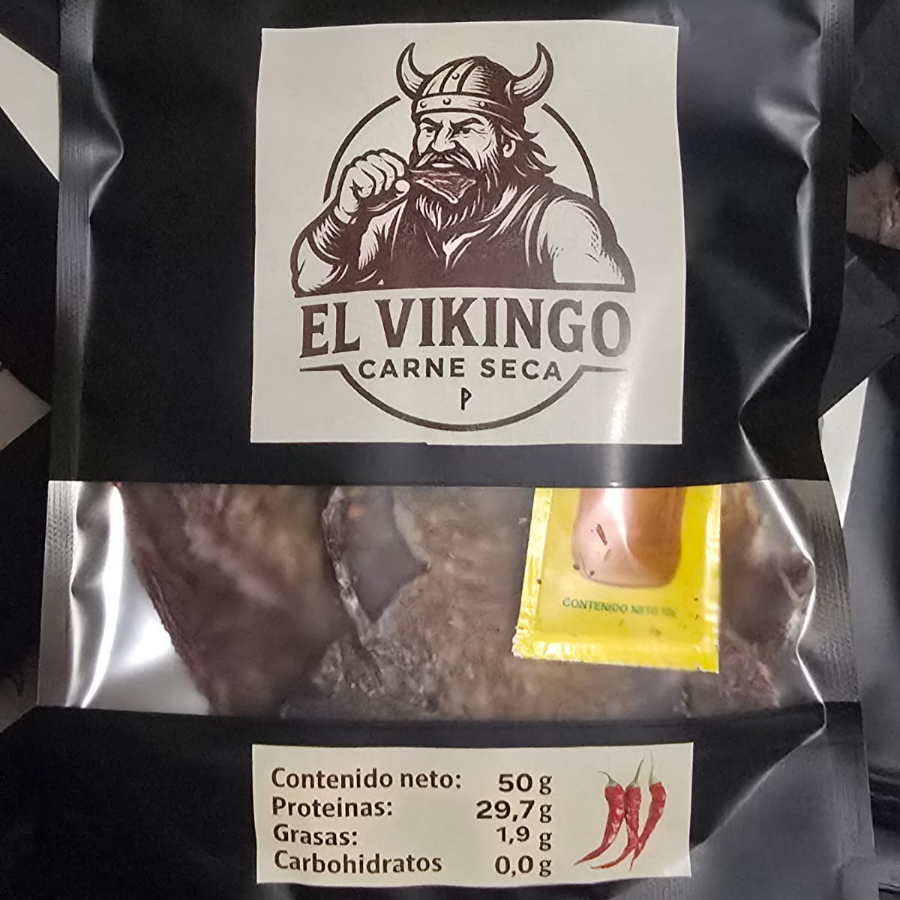 EL VIKINGO
CARNE SECA
ᚹ
CONTENIDO NETO
Contenido neto: 50 g
Proteinas: 29,7 g
Grasas: 1,9 g
Carbohidratos 0,0 g